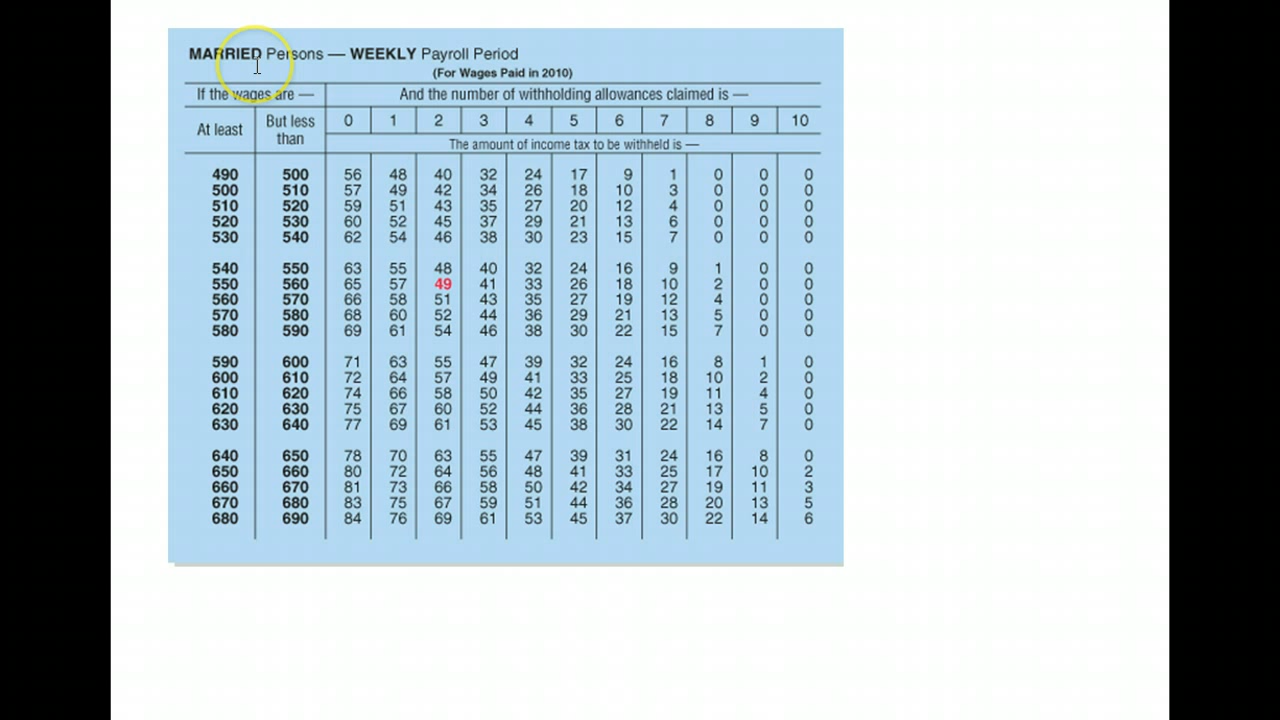 MARRIED Persons — WEEKLY Payroll Period
(For Wages Paid in 2010)
If the wages are — And the number of withholding allowances claimed is —
At least But less than 0 1 2 3 4 5 6 7 8 9 10
The amount of income tax to be withheld is —
490 500 56 48 40 32 24 17 9 1 0 0 0
500 510 57 49 42 34 26 18 10 3 0 0 0
510 520 59 51 43 35 27 20 12 4 0 0 0
520 530 60 52 45 37 29 21 13 6 0 0 0
530 540 62 54 46 38 30 23 15 7 0 0 0
540 550 63 55 48 40 32 24 16 9 1 0 0
550 560 65 57 49 41 33 26 18 10 2 0 0
560 570 66 58 51 43 35 27 19 12 4 0 0
570 580 68 60 52 44 36 29 21 13 5 0 0
580 590 69 61 54 46 38 30 22 15 7 0 0
590 600 71 63 55 47 39 32 24 16 8 1 0
600 610 72 64 57 49 41 33 25 18 10 2 0
610 620 74 66 58 50 42 35 27 19 11 4 0
620 630 75 67 60 52 44 36 28 21 13 5 0
630 640 77 69 61 53 45 38 30 22 14 7 0
640 650 78 70 63 55 47 39 31 24 16 8 0
650 660 80 72 64 56 48 41 33 25 17 10 2
660 670 81 73 66 58 50 42 34 27 19 11 3
670 680 83 75 67 59 51 44 36 28 20 13 5
680 690 84 76 69 61 53 45 37 30 22 14 6